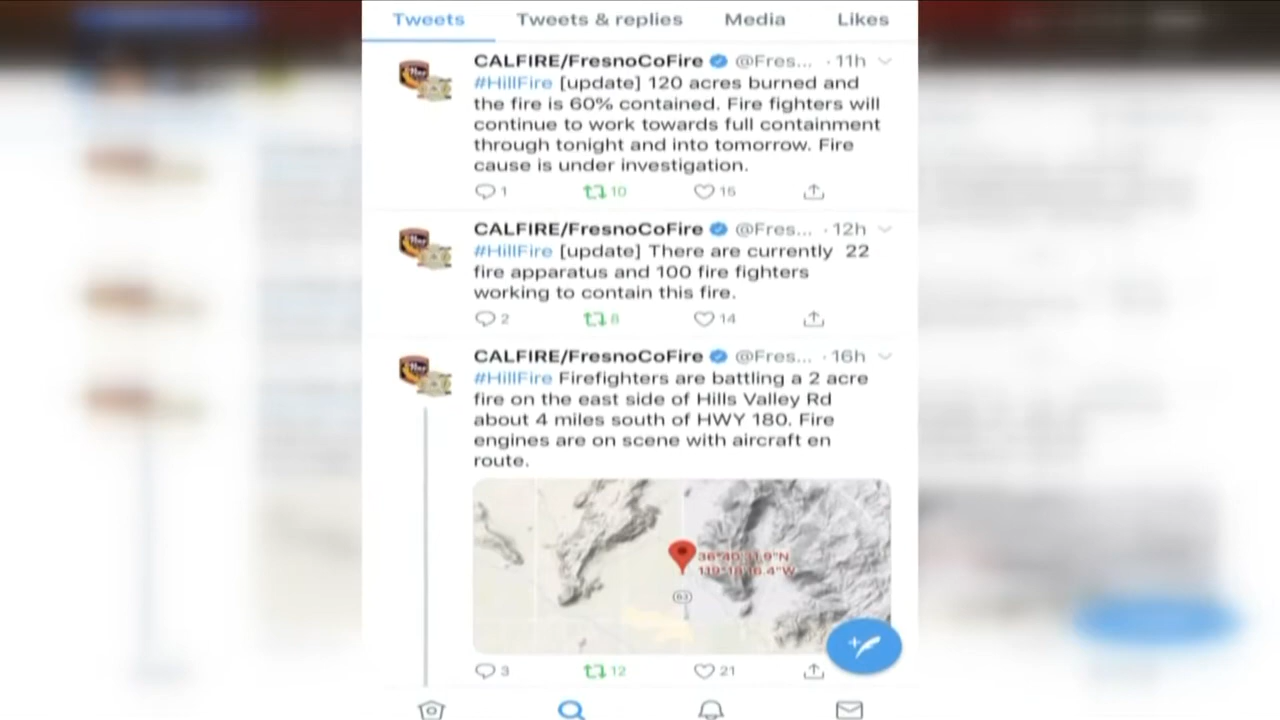 Tweets Tweets & replies Media Likes
CALFIRE/FresnoCoFire @Fres... · 11h
#HillFire [update] 120 acres burned and
the fire is 60% contained. Fire fighters will
continue to work towards full containment
through tonight and into tomorrow. Fire
cause is under investigation.
1 10 16
CALFIRE/FresnoCoFire @Fres... · 12h
#HillFire [update] There are currently 22
fire apparatus and 100 fire fighters
working to contain this fire.
2 8 14
CALFIRE/FresnoCoFire @Fres... · 16h
#HillFire Firefighters are battling a 2 acre
fire on the east side of Hills Valley Rd
about 4 miles south of HWY 180. Fire
engines are on scene with aircraft en
route.
63
3 12 21